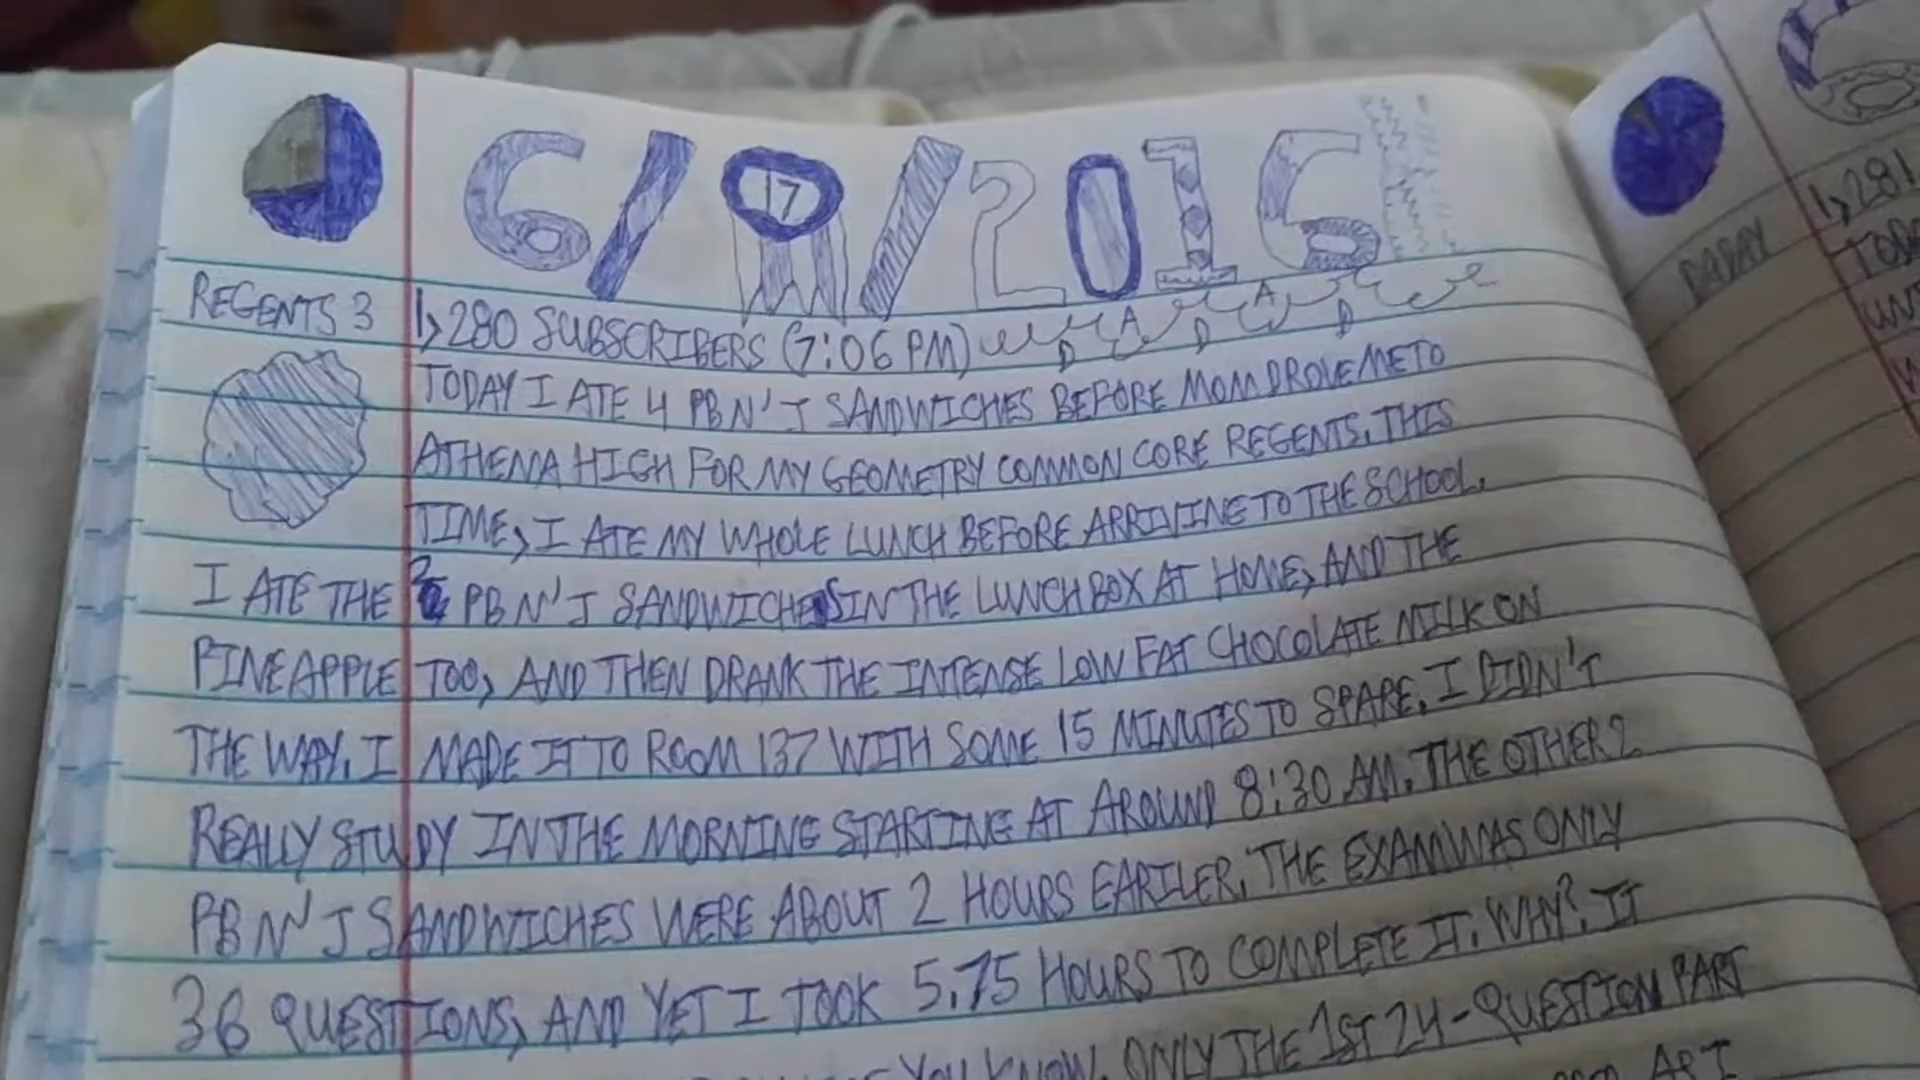 6/17/2016
REGENTS 3
1,280 SUBSCRIBERS (7:06 PM)
D A D A D
TODAY I ATE 4 PB N'J SANDWICHES BEFORE MOM DROVE ME TO
ATHENA HIGH FOR MY GEOMETRY COMMON CORE REGENTS. THIS
TIME, I ATE MY WHOLE LUNCH BEFORE ARRIVING TO THE SCHOOL.
I ATE THE 2 PB N'J SANDWICHES IN THE LUNCHBOX AT HOME, AND THE
PINEAPPLE TOO, AND THEN DRANK THE INTENSE LOW FAT CHOCOLATE MILK ON
THE WAY. I MADE IT TO ROOM 137 WITH SOME 15 MINUTES TO SPARE. I DIDN'T
REALLY STUDY IN THE MORNING STARTING AT AROUND 8:30 AM. THE OTHER 2
PB N'J SANDWICHES WERE ABOUT 2 HOURS EARILER. THE EXAM WAS ONLY
36 QUESTIONS, AND YET I TOOK 5.75 HOURS TO COMPLETE IT. WHY? IT
YOU KNOW. ONLY THE 1ST 24-QUESTION PART
1,281
DADAY